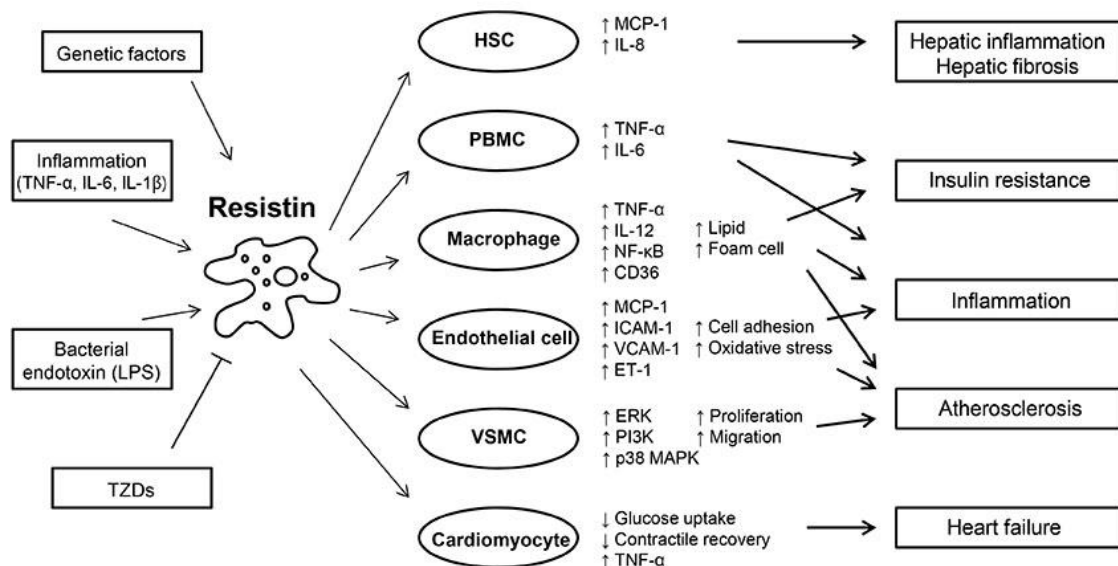 Genetic factors
Inflammation
(TNF-α, IL-6, IL-1β)
Resistin
Bacterial
endotoxin (LPS)
TZDs
HSC
↑ MCP-1
↑ IL-8
Hepatic inflammation
Hepatic fibrosis
PBMC
↑ TNF-α
↑ IL-6
Insulin resistance
Macrophage
↑ TNF-α
↑ IL-12
↑ NF-κB
↑ CD36
↑ Lipid
↑ Foam cell
Inflammation
Endothelial cell
↑ MCP-1
↑ ICAM-1
↑ VCAM-1
↑ ET-1
↑ Cell adhesion
↑ Oxidative stress
Atherosclerosis
VSMC
↑ ERK
↑ PI3K
↑ p38 MAPK
↑ Proliferation
↑ Migration
Cardiomyocyte
↓ Glucose uptake
↓ Contractile recovery
↑ TNF-α
Heart failure